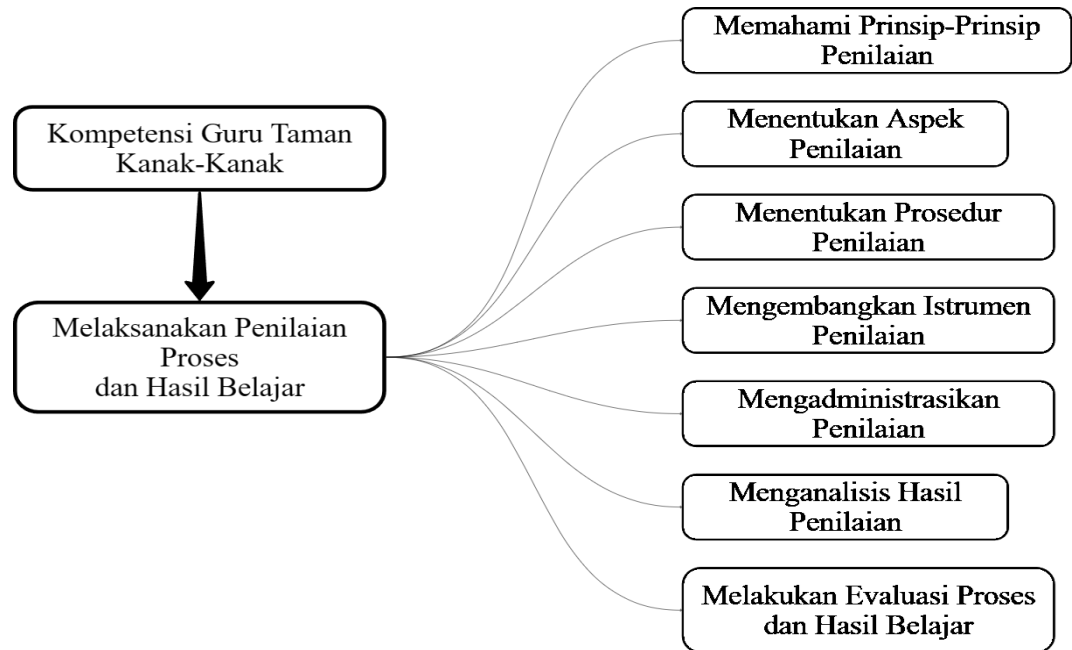 Kompetensi Guru Taman
Kanak-Kanak
Melaksanakan Penilaian
Proses
dan Hasil Belajar
Memahami Prinsip-Prinsip
Penilaian
Menentukan Aspek
Penilaian
Menentukan Prosedur
Penilaian
Mengembangkan Istrumen
Penilaian
Mengadministrasikan
Penilaian
Menganalisis Hasil
Penilaian
Melakukan Evaluasi Proses
dan Hasil Belajar